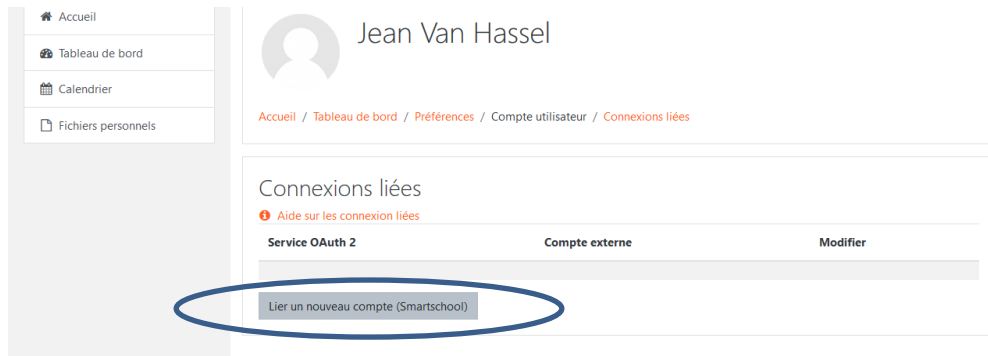 Accueil
Tableau de bord
Calendrier
Fichiers personnels
Jean Van Hassel
Accueil / Tableau de bord / Préférences / Compte utilisateur / Connexions liées
Connexions liées
Aide sur les connexion liées
Service OAuth 2 Compte externe Modifier
Lier un nouveau compte (Smartschool)